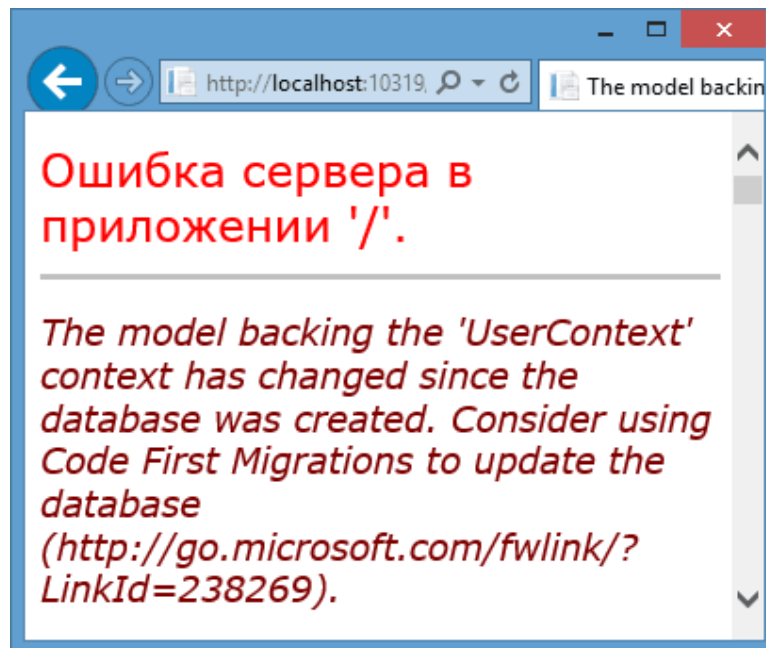 http://localhost:10319,
The model backin
Ошибка сервера в
приложении '/'.
The model backing the 'UserContext'
context has changed since the
database was created. Consider using
Code First Migrations to update the
database
(http://go.microsoft.com/fwlink/?
LinkId=238269).